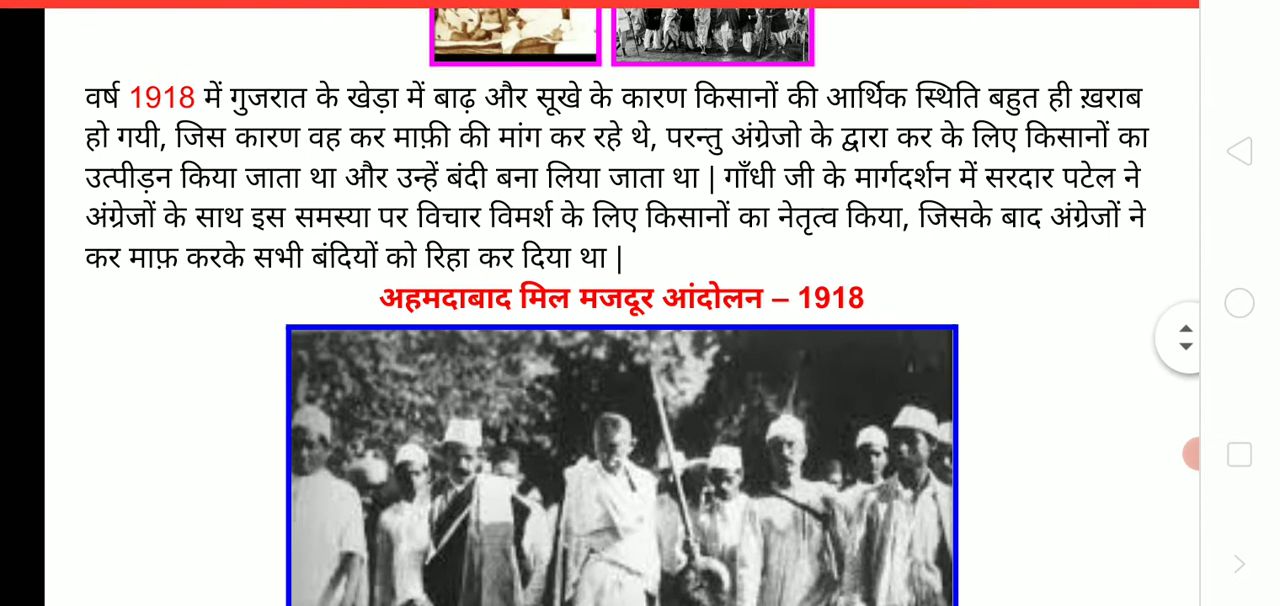 वर्ष 1918 में गुजरात के खेड़ा में बाढ़ और सूखे के कारण किसानों की आर्थिक स्थिति बहुत ही ख़राब
हो गयी, जिस कारण वह कर माफ़ी की मांग कर रहे थे, परन्तु अंग्रेजो के द्वारा कर के लिए किसानों का
उत्पीड़न किया जाता था और उन्हें बंदी बना लिया जाता था | गाँधी जी के मार्गदर्शन में सरदार पटेल ने
अंग्रेजों के साथ इस समस्या पर विचार विमर्श के लिए किसानों का नेतृत्व किया, जिसके बाद अंग्रेजों ने
कर माफ़ करके सभी बंदियों को रिहा कर दिया था |
अहमदाबाद मिल मजदूर आंदोलन – 1918